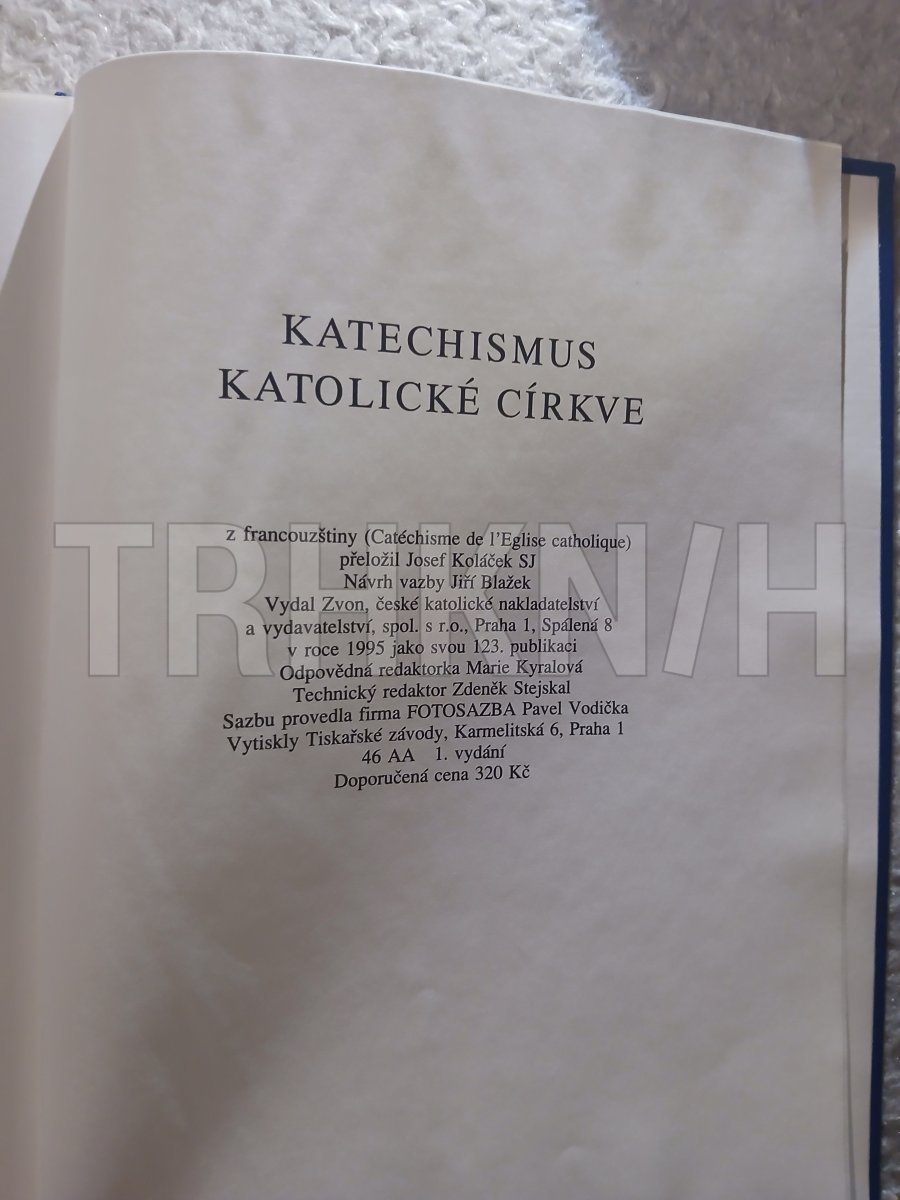 KATECHISMUS
KATOLICKÉ CÍRKVE
z francouzštiny (Catéchisme de l'Eglise catholique)
přeložil Josef Koláček SJ
Návrh vazby Jiří Blažek
Vydal Zvon, české katolické nakladatelství
a vydavatelství, spol. s r.o., Praha 1, Spálená 8
v roce 1995 jako svou 123. publikaci
Odpovědná redaktorka Marie Kyralová
Technický redaktor Zdeněk Stejskal
Sazbu provedla firma FOTOSAZBA Pavel Vodička
Vytiskly Tiskařské závody, Karmelitská 6, Praha 1
46 AA 1. vydání
Doporučená cena 320 Kč
TRHKN/H